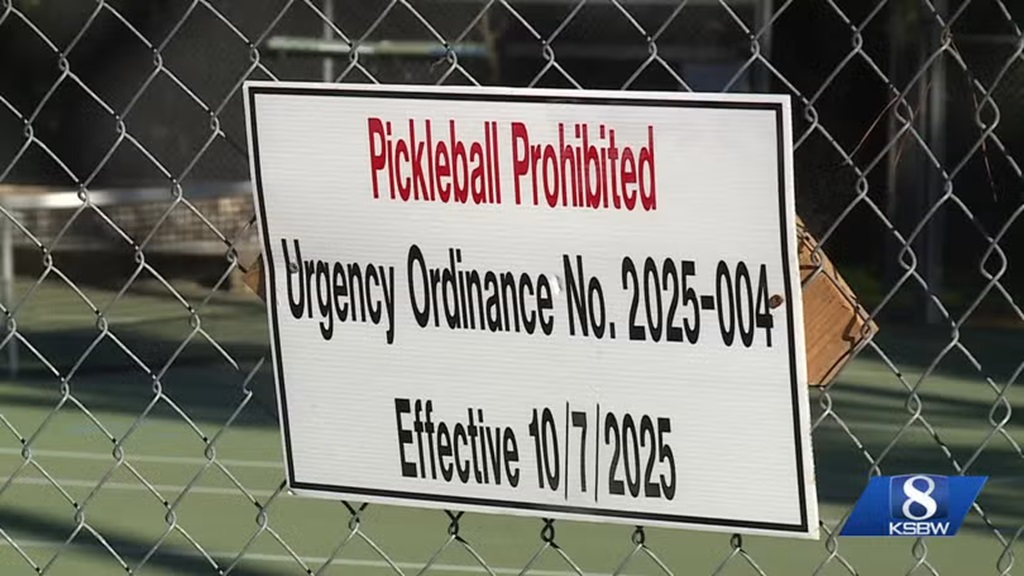 Pickleball Prohibited
Urgency Ordinance No. 2025-004
Effective 10/7/2025
8
KSBW